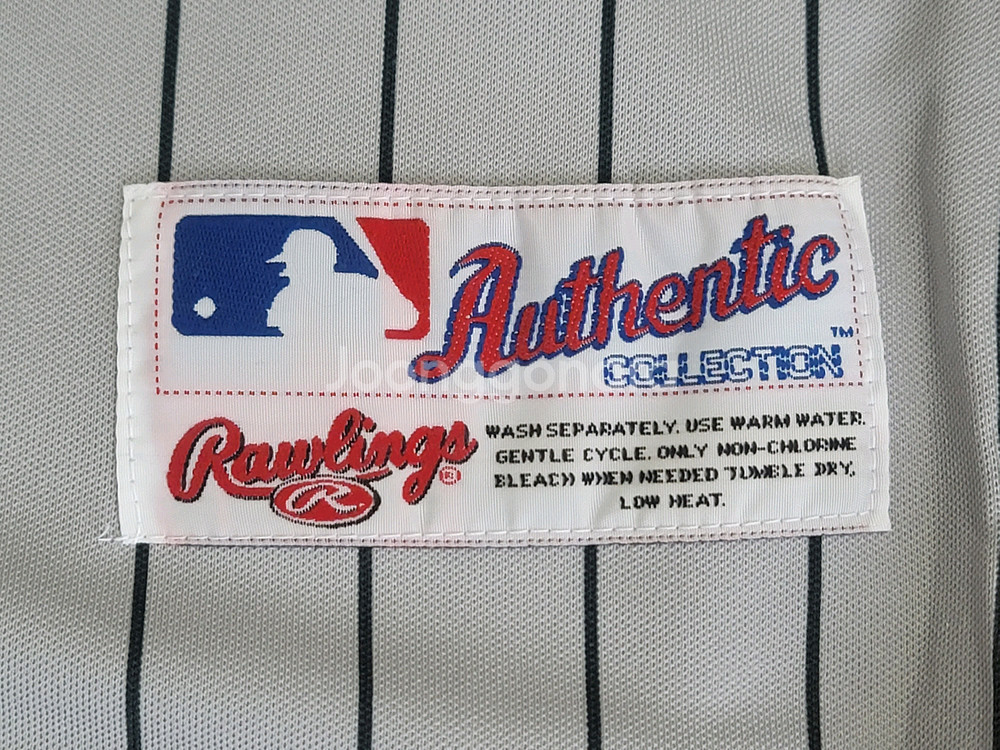 Authentic
COLLECTION™
Rawlings®
R
WASH SEPARATELY. USE WARM WATER.
GENTLE CYCLE. ONLY NON-CHLORINE
BLEACH WHEN NEEDED TUMBLE DRY,
LOW HEAT.